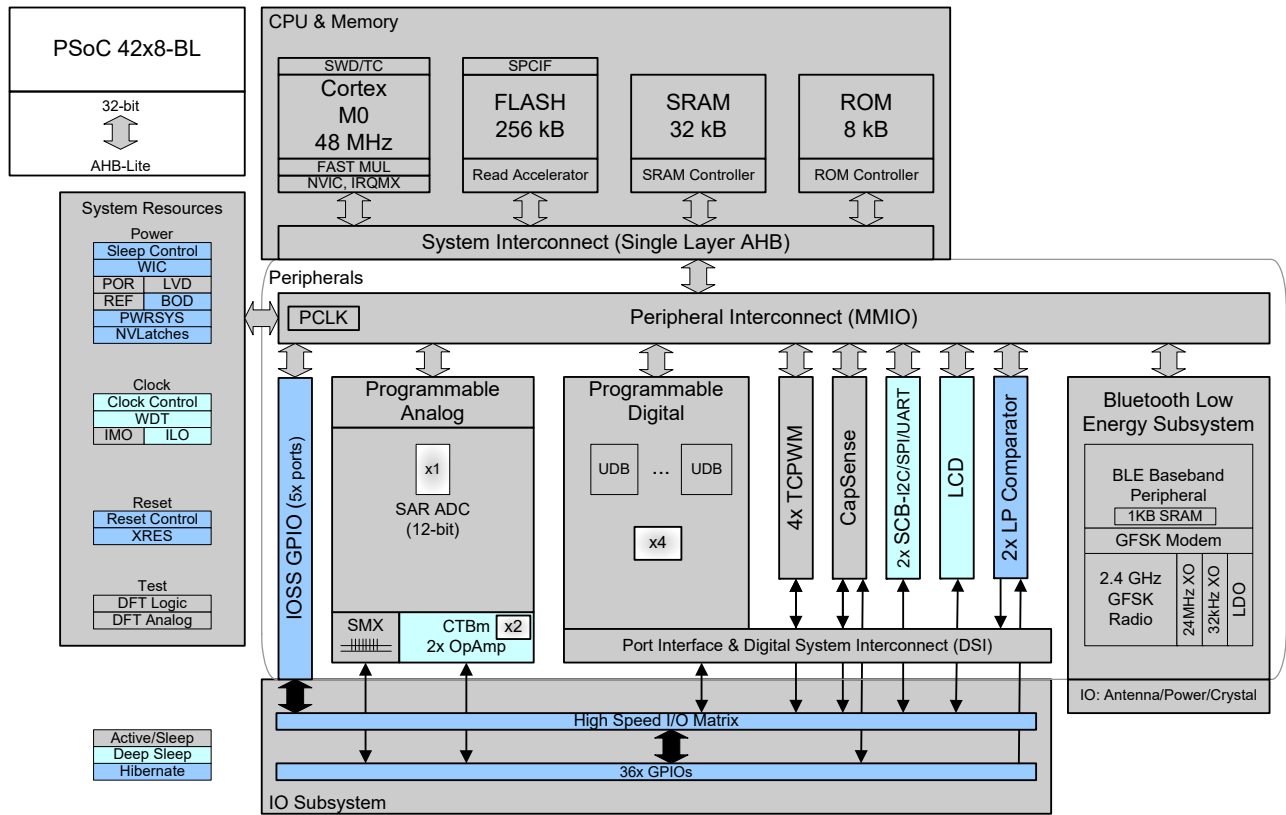 PSoC 42x8-BL
32-bit
AHB-Lite
CPU & Memory
SWD/TC
Cortex
M0
48 MHz
FAST MUL
NVIC, IRQMX
SPCIF
FLASH
256 kB
Read Accelerator
SRAM
32 kB
SRAM Controller
ROM
8 kB
ROM Controller
System Interconnect (Single Layer AHB)
System Resources
Power
Sleep Control
WIC
POR LVD
REF BOD
PWRSYS
NVLatches
Clock
Clock Control
WDT
IMO ILO
Reset
Reset Control
XRES
Test
DFT Logic
DFT Analog
Peripherals
PCLK
Peripheral Interconnect (MMIO)
IOSS GPIO (5x ports)
Programmable
Analog
x1
SAR ADC
(12-bit)
SMX
CTBm x2
2x OpAmp
Programmable
Digital
UDB ... UDB
x4
4x TCPWM
CapSense
2x SCB-I2C/SPI/UART
LCD
2x LP Comparator
Port Interface & Digital System Interconnect (DSI)
Bluetooth Low
Energy Subsystem
BLE Baseband
Peripheral
1KB SRAM
GFSK Modem
2.4 GHz
GFSK
Radio
24MHz XO
32kHz XO
LDO
IO: Antenna/Power/Crystal
High Speed I/O Matrix
36x GPIOs
IO Subsystem
Active/Sleep
Deep Sleep
Hibernate